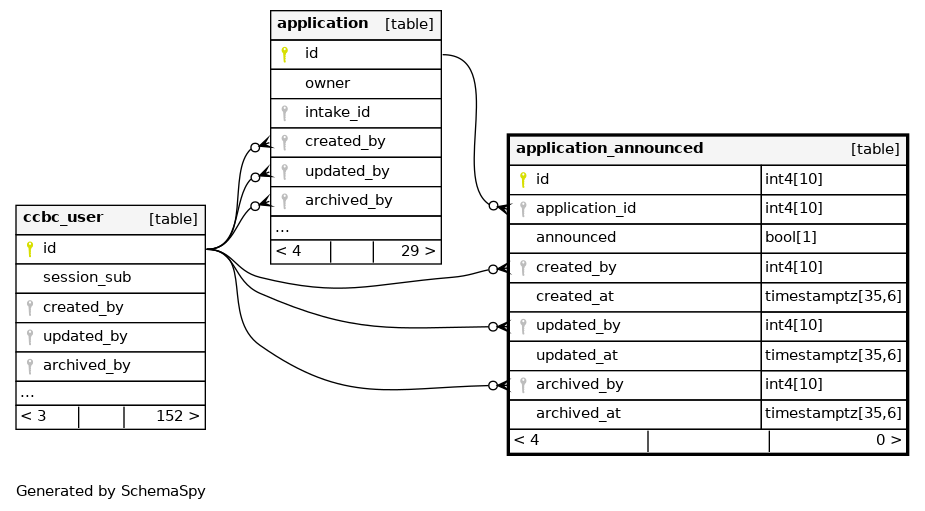 application [table]
id
owner
intake_id
created_by
updated_by
archived_by
...
< 4 29 >
ccbc_user [table]
id
session_sub
created_by
updated_by
archived_by
...
< 3 152 >
application_announced [table]
id int4[10]
application_id int4[10]
announced bool[1]
created_by int4[10]
created_at timestamptz[35,6]
updated_by int4[10]
updated_at timestamptz[35,6]
archived_by int4[10]
archived_at timestamptz[35,6]
< 4 0 >
Generated by SchemaSpy